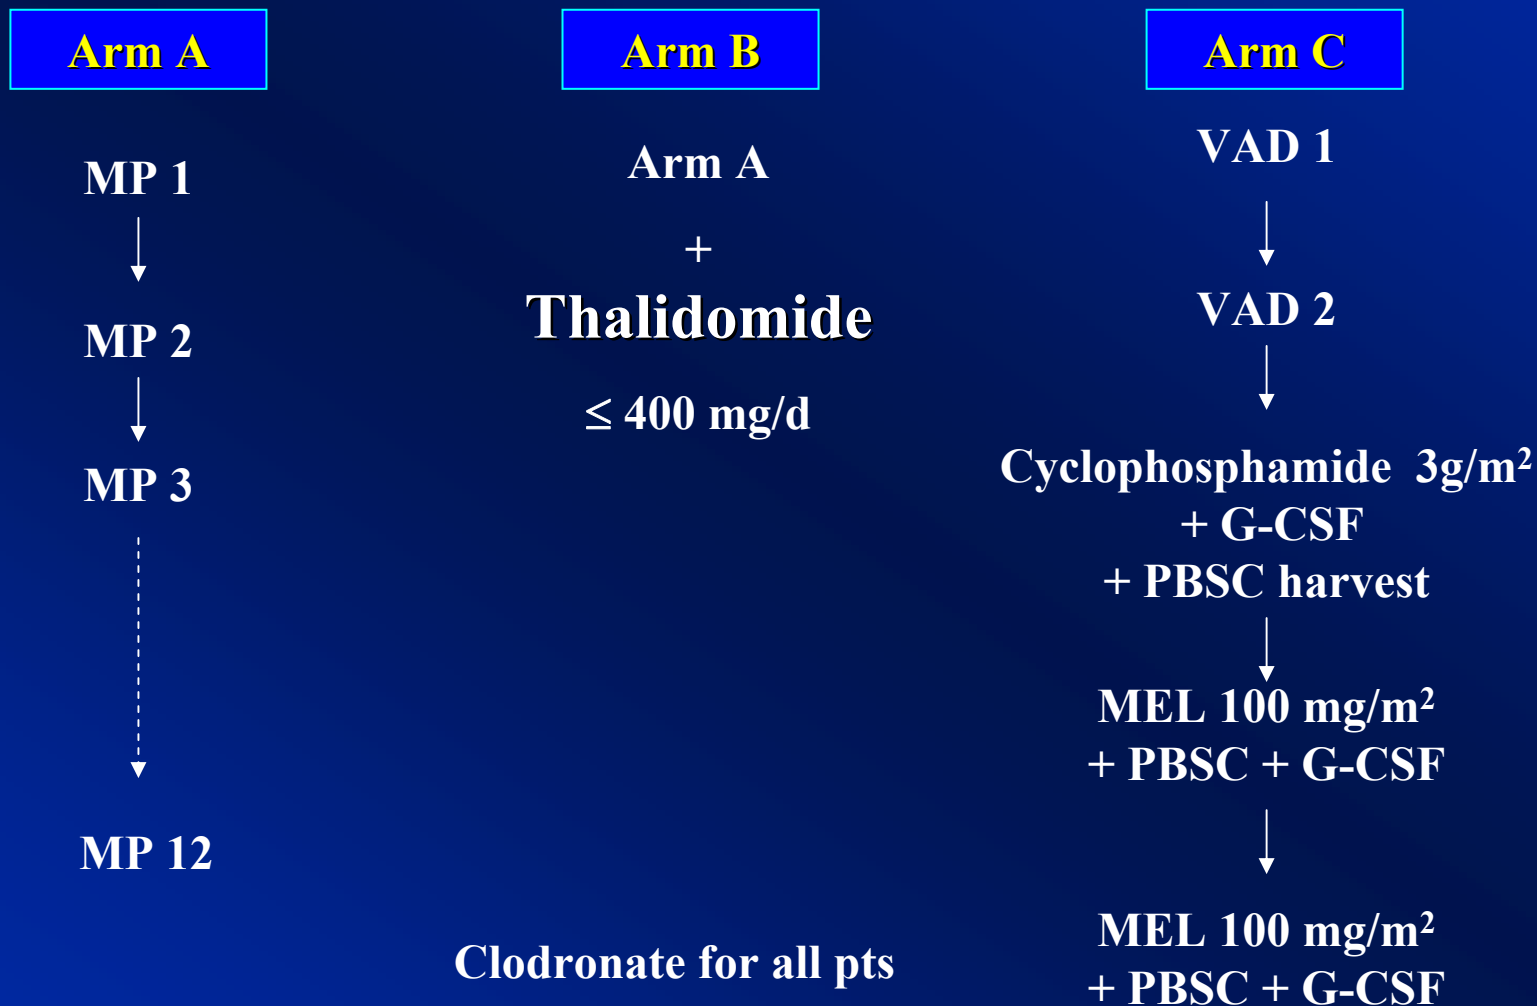 Arm A
MP 1
MP 2
MP 3
MP 12
Arm B
Arm A
+
Thalidomide
≤ 400 mg/d
Clodronate for all pts
Arm C
VAD 1
VAD 2
Cyclophosphamide 3g/m²
+ G-CSF
+ PBSC harvest
MEL 100 mg/m²
+ PBSC + G-CSF
MEL 100 mg/m²
+ PBSC + G-CSF